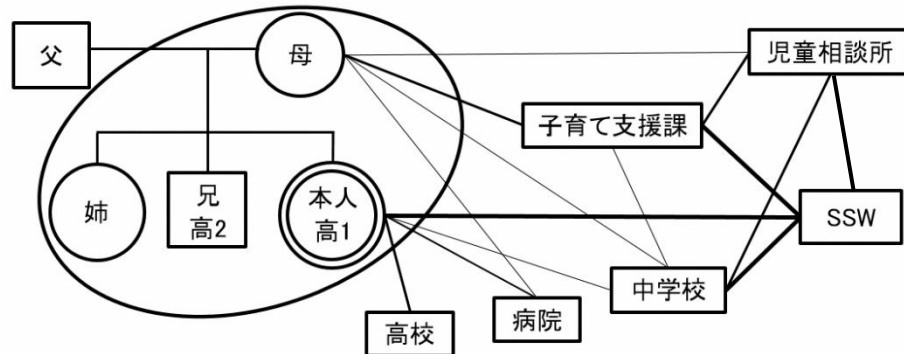 父
母
児童相談所
子育て支援課
姉
兄
高2
本人
高1
SSW
中学校
病院
高校